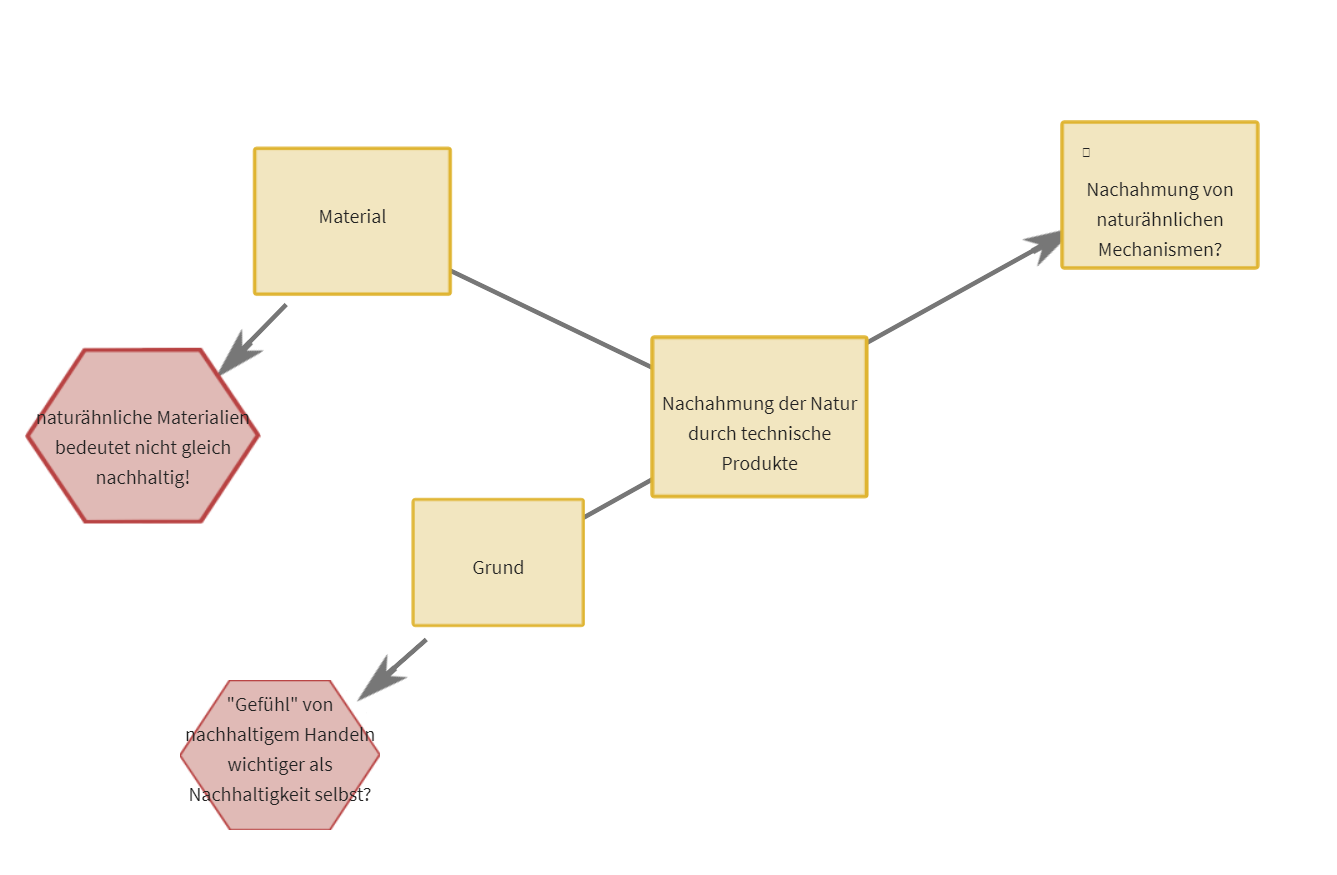 Material
Nachahmung von
naturähnlichen
Mechanismen?
naturähnliche Materialien
bedeutet nicht gleich
nachhaltig!
Nachahmung der Natur
durch technische
Produkte
Grund
"Gefühl" von
nachhaltigem Handeln
wichtiger als
Nachhaltigkeit selbst?